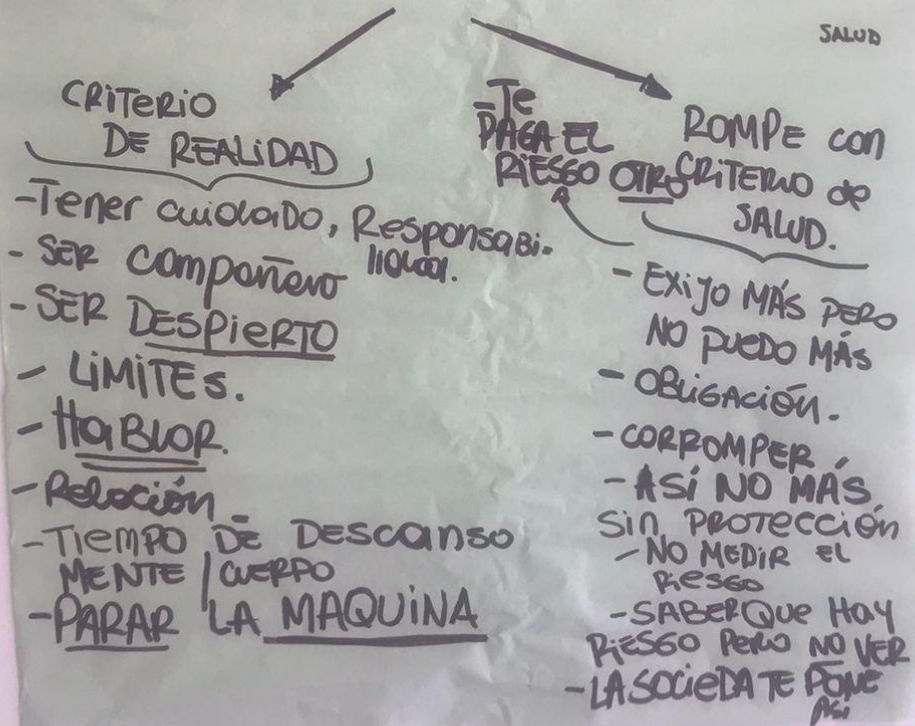 SALUD
CRITERIO
DE REALIDAD
-Tener cuidaDO, Responsabi-
lidad.
- SER compañero
- SER DESPIERTO
- LIMITES.
- HaBLar.
- Relación
-TIEMPO DE DESCanso
MENTE / CUERPO
-PARAR LA MAQUINA
-Te
PAGA EL
RIESGO OTRO
ROMPE con
CRITERIO de
SALUD.
- EXIJO MÁS PERO
NO PUEDO MÁS
- OBLIGACIÓN.
- CORROMPER
- ASÍ NO MÁS
Sin PROTECCIÓN
- NO MEDIR EL
RIESGO
- SABER QUE HAY
RIESGO PERO NO VER
- LA SOCIEDA TE PONE
ASI